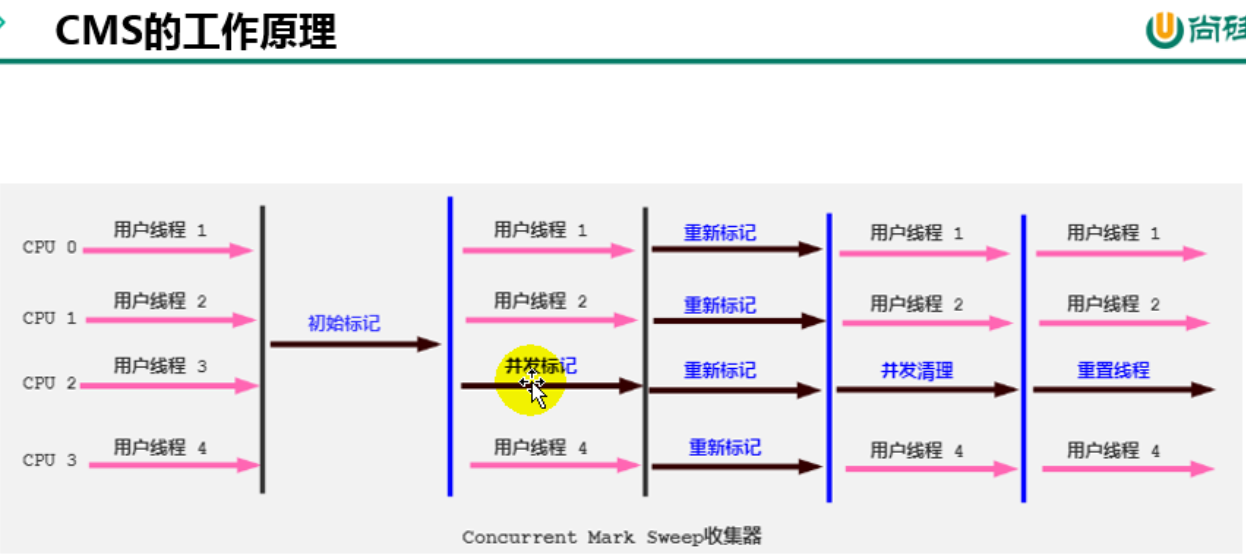 CMS的工作原理
尚硅
用户线程 1 用户线程 1 重新标记 用户线程 1 用户线程 1
CPU 0
用户线程 2 用户线程 2 重新标记 用户线程 2 用户线程 2
CPU 1
初始标记
用户线程 3 并发标记 重新标记 并发清理 重置线程
CPU 2
用户线程 4 用户线程 4 重新标记 用户线程 4 用户线程 4
CPU 3
Concurrent Mark Sweep收集器